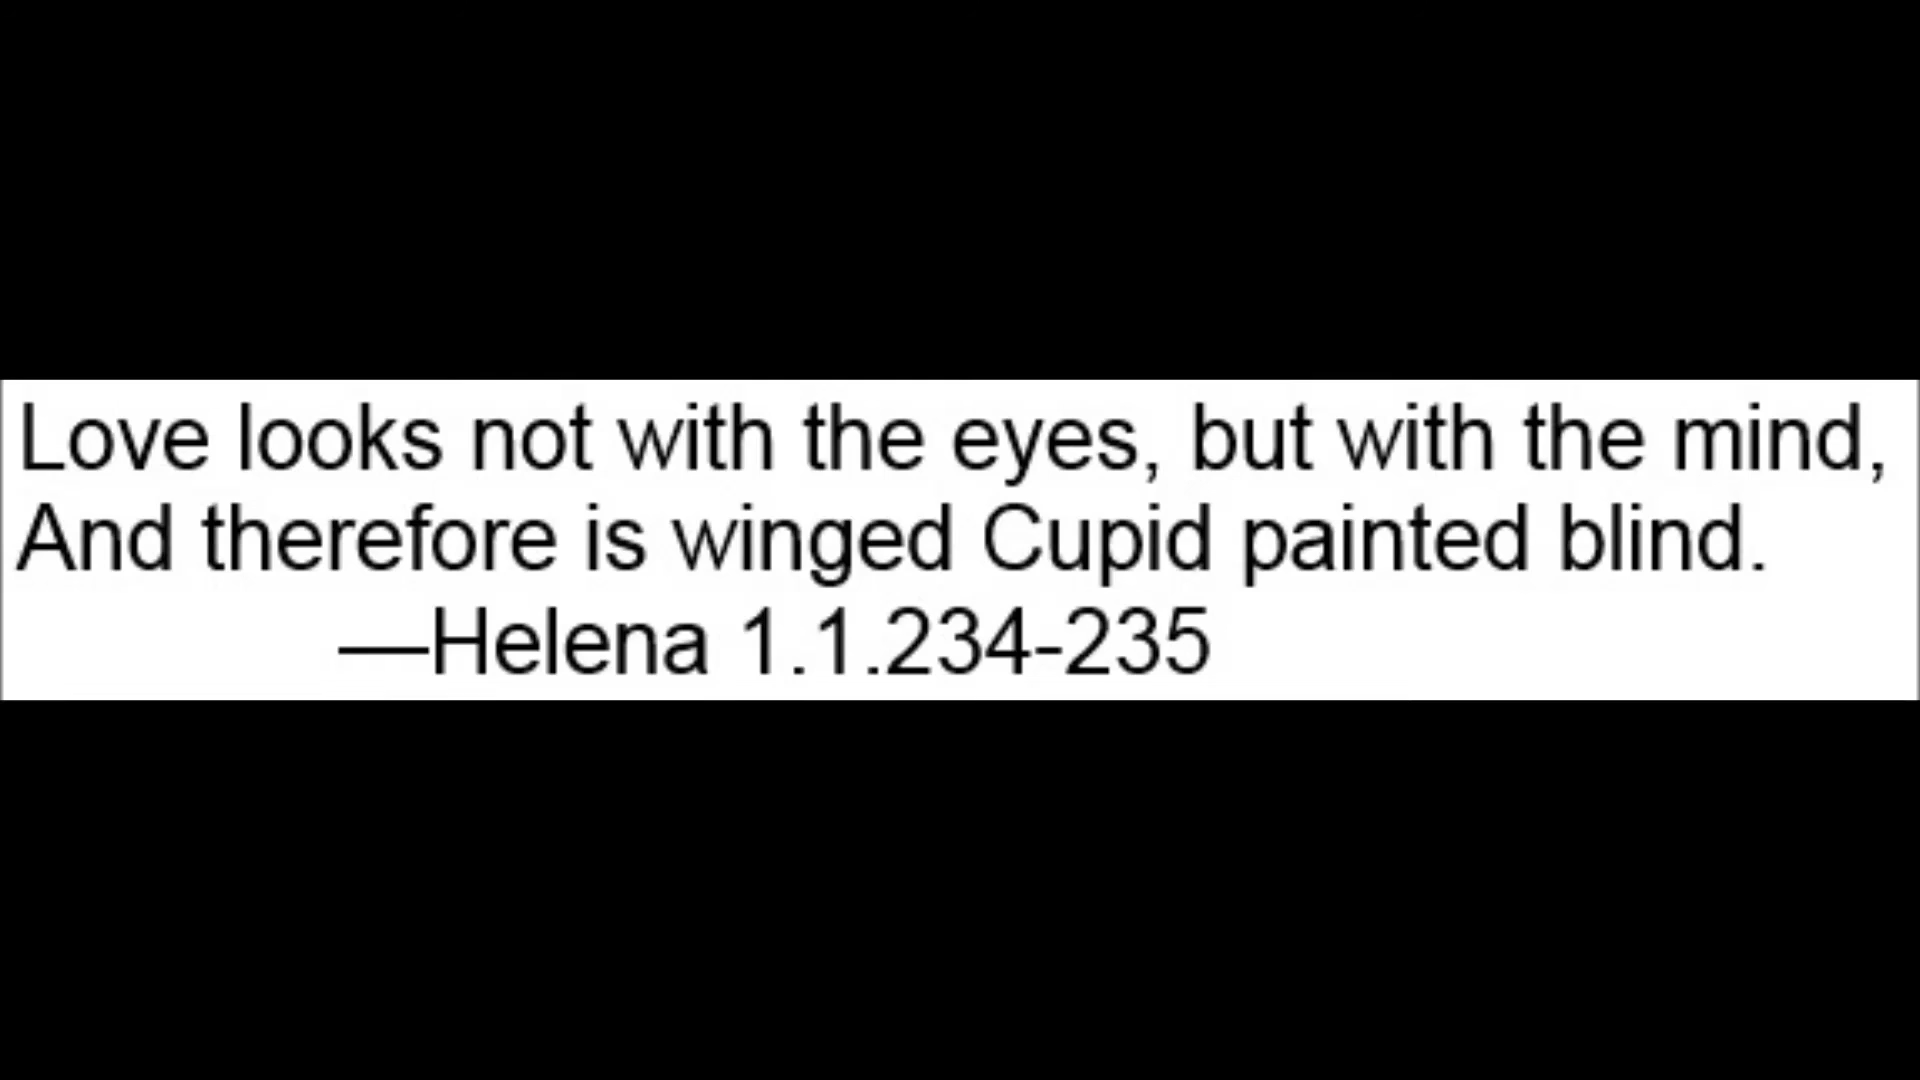 Love looks not with the eyes, but with the mind,
And therefore is winged Cupid painted blind.
—Helena 1.1.234-235